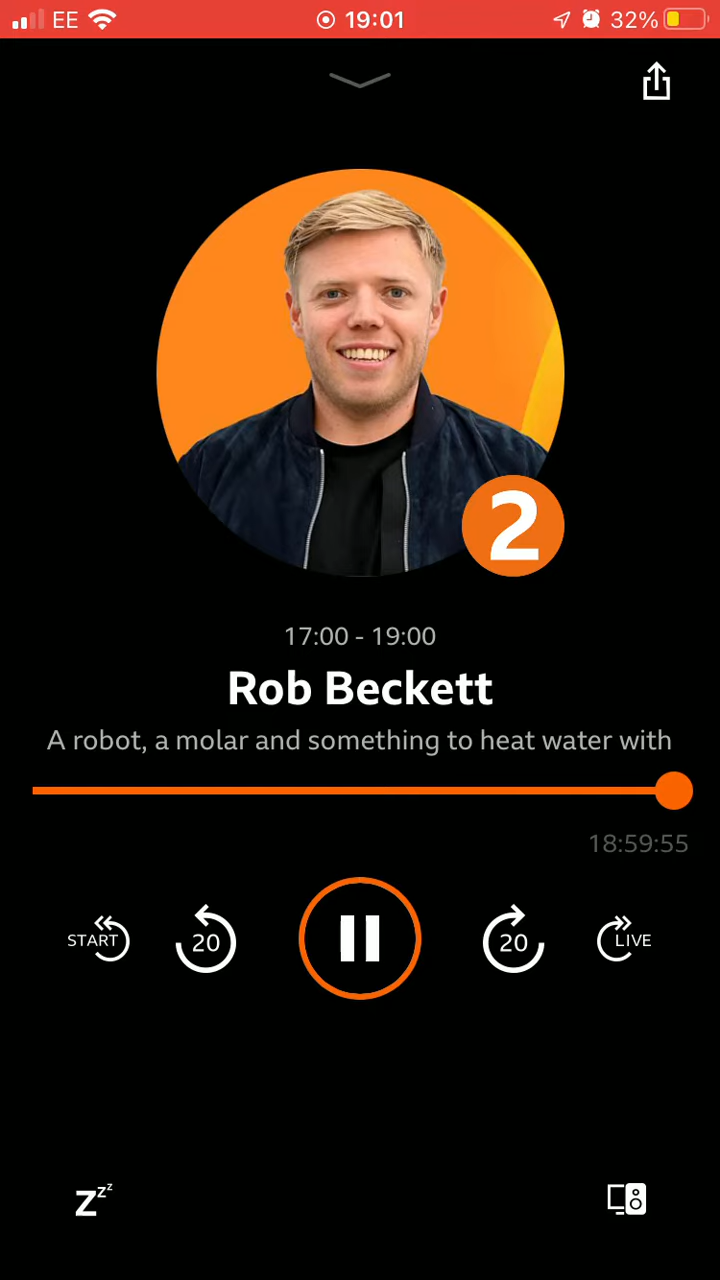 EE 19:01 32%
2
17:00 - 19:00
Rob Beckett
A robot, a molar and something to heat water with
18:59:55
START 20 20 LIVE
zzz